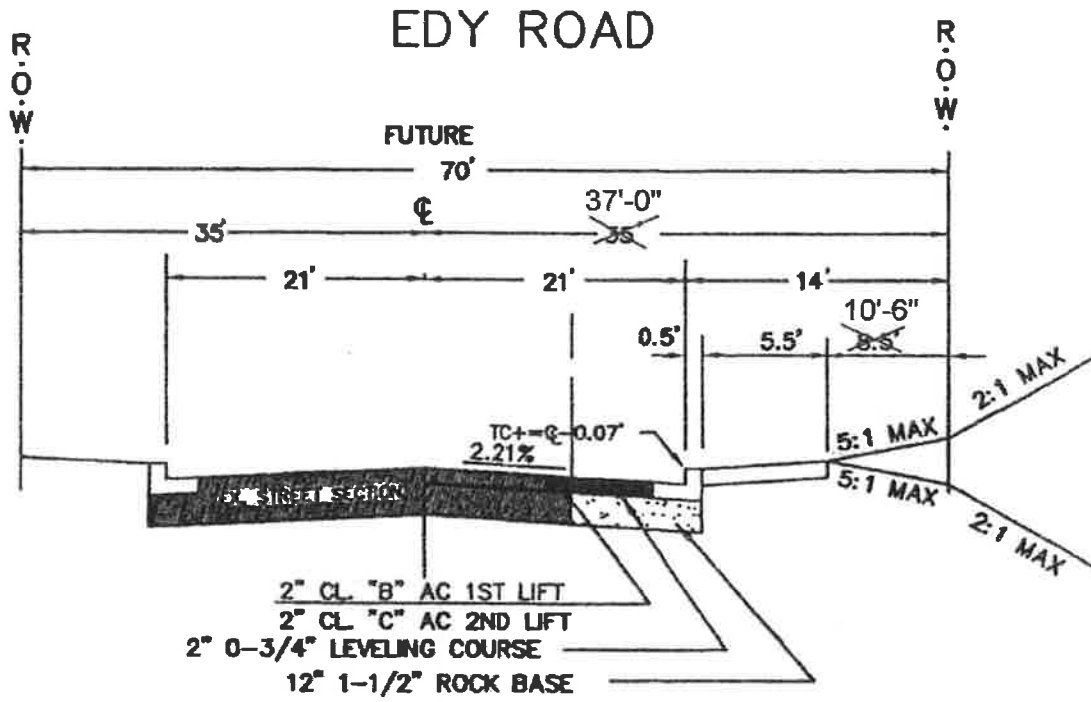 EDY ROAD
R.O.W.
R.O.W.
FUTURE
70'
37'-0"
℄
35'
35'
21'
21'
14'
10'-6"
0.5'
5.5'
8.5'
2:1 MAX
TC+=℄-0.07'
5:1 MAX
2.21%
5:1 MAX
EX STREET SECTION
2:1 MAX
2" CL. "B" AC 1ST LIFT
2" CL. "C" AC 2ND LIFT
2" 0-3/4" LEVELING COURSE
12" 1-1/2" ROCK BASE